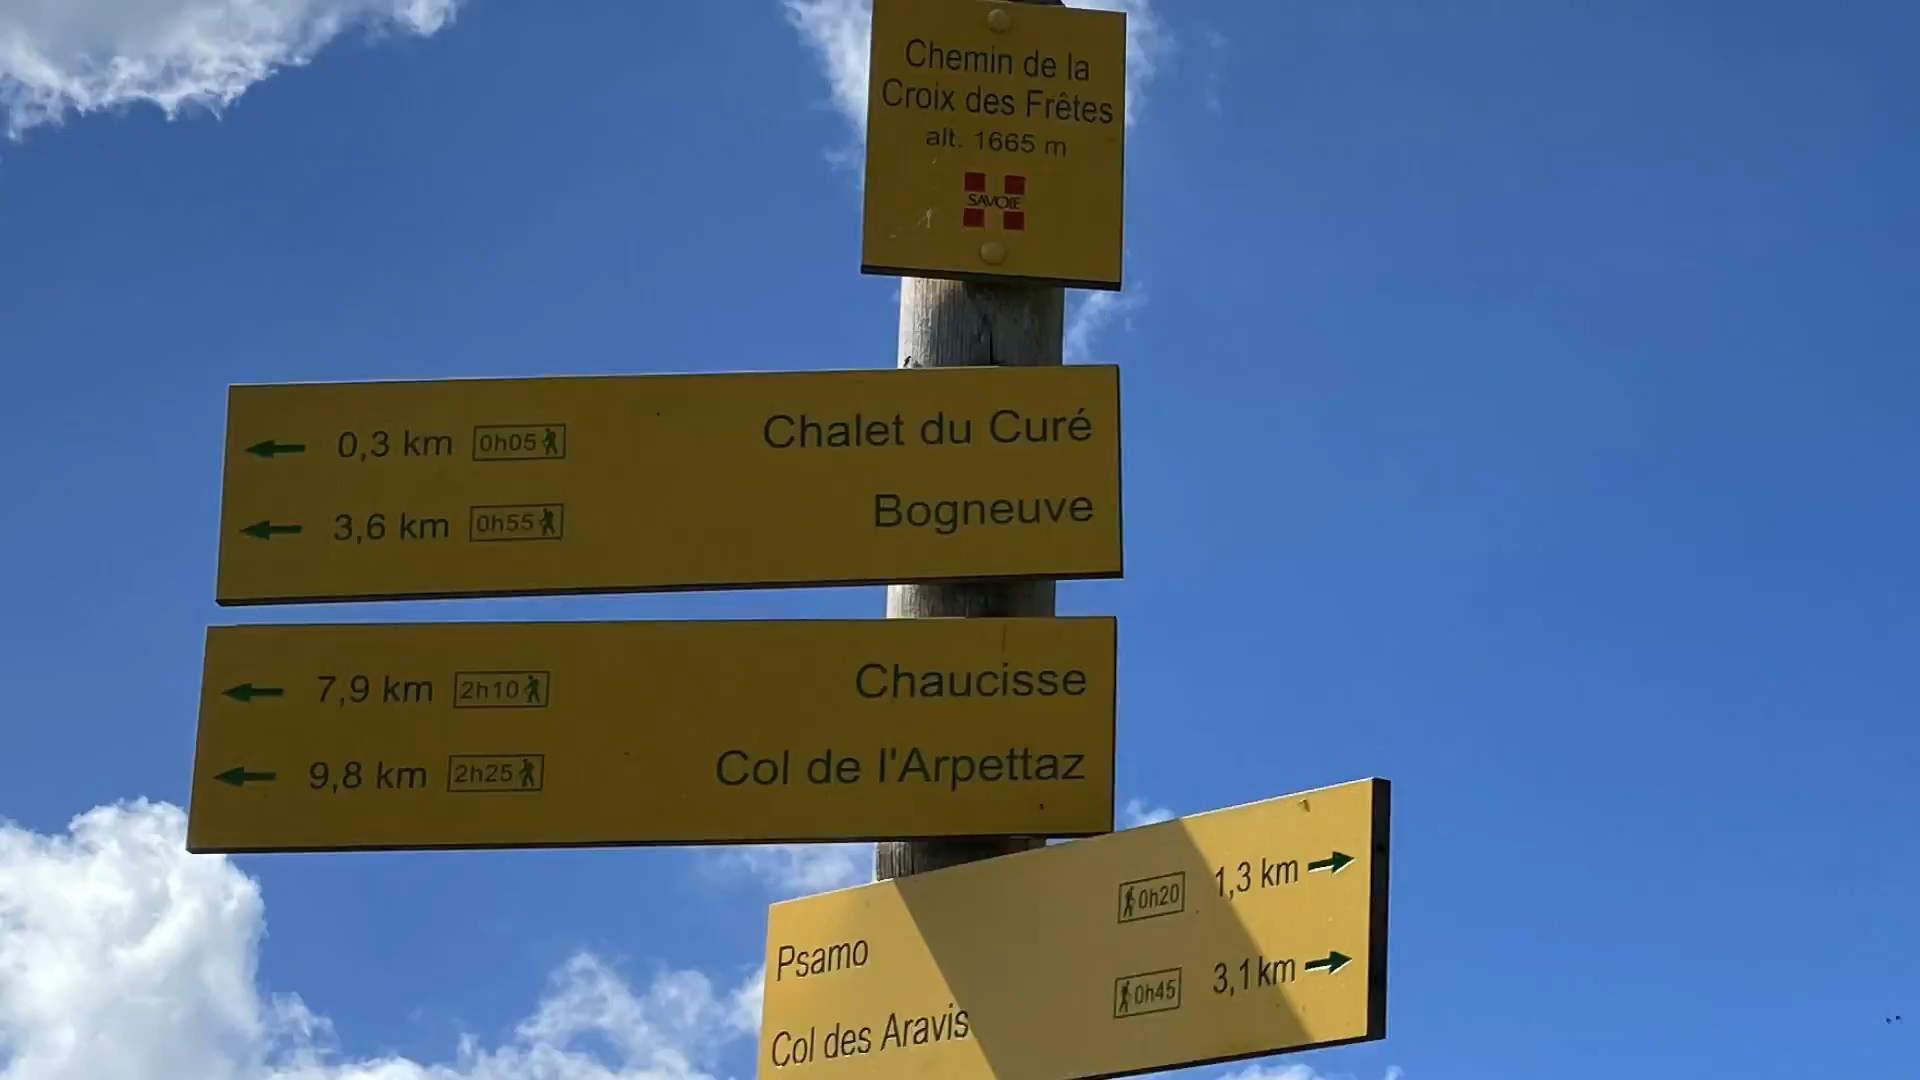 Chemin de la
Croix des Frêtes
alt. 1665 m
SAVOIE
0,3 km 0h05 Chalet du Curé
3,6 km 0h55 Bogneuve
7,9 km 2h10 Chaucisse
9,8 km 2h25 Col de l'Arpettaz
Psamo 0h20 1,3 km
Col des Aravis 0h45 3,1 km